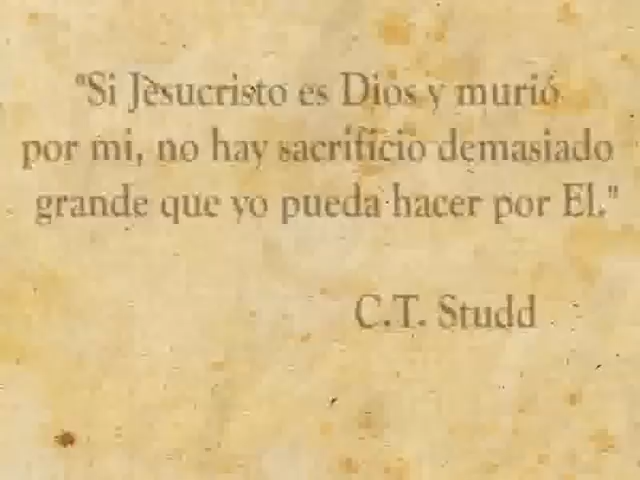 "Si Jesucristo es Dios y murió
por mi, no hay sacrificio demasiado
grande que yo pueda hacer por El."
C.T. Studd